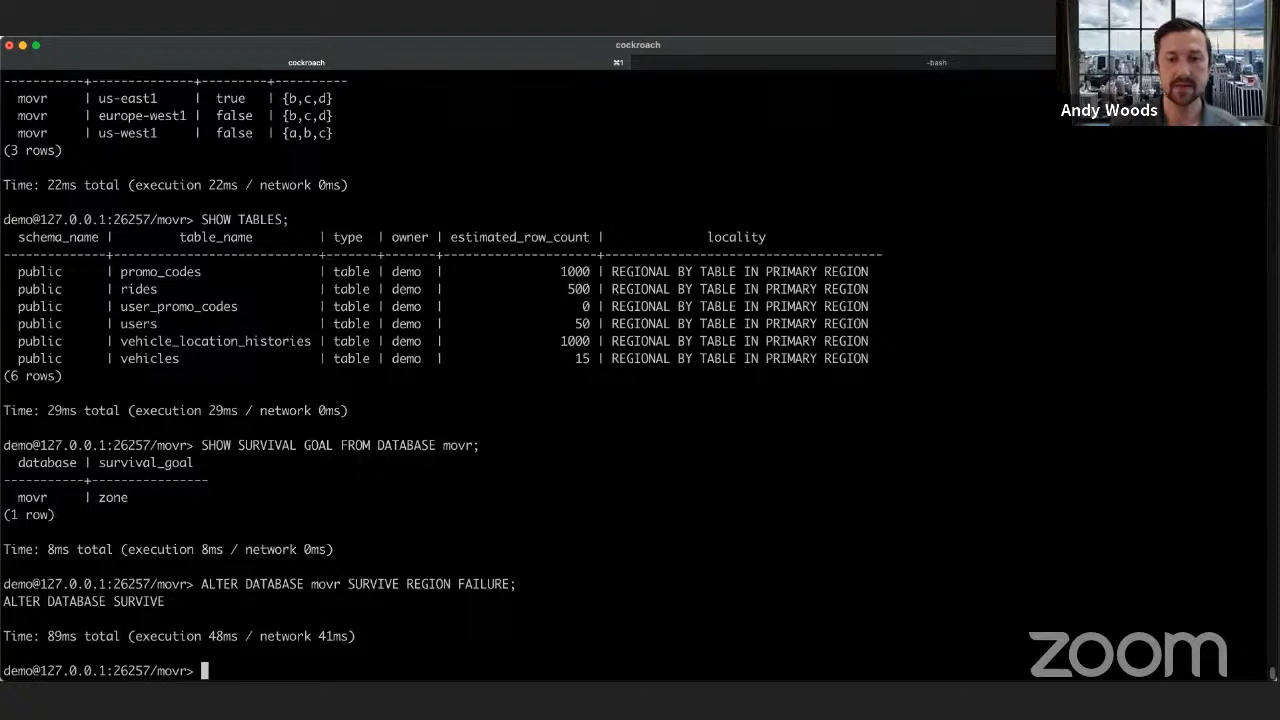 cockroach
cockroach ⌘1 -bash
-----------+--------------+---------+----------
movr | us-east1 | true | {b,c,d}
movr | europe-west1 | false | {b,c,d}
movr | us-west1 | false | {a,b,c}
(3 rows)
Time: 22ms total (execution 22ms / network 0ms)
demo@127.0.0.1:26257/movr> SHOW TABLES;
schema_name | table_name | type | owner | estimated_row_count | locality
--------------+----------------------------+-------+-------+---------------------+--------------------------------------
public | promo_codes | table | demo | 1000 | REGIONAL BY TABLE IN PRIMARY REGION
public | rides | table | demo | 500 | REGIONAL BY TABLE IN PRIMARY REGION
public | user_promo_codes | table | demo | 0 | REGIONAL BY TABLE IN PRIMARY REGION
public | users | table | demo | 50 | REGIONAL BY TABLE IN PRIMARY REGION
public | vehicle_location_histories | table | demo | 1000 | REGIONAL BY TABLE IN PRIMARY REGION
public | vehicles | table | demo | 15 | REGIONAL BY TABLE IN PRIMARY REGION
(6 rows)
Time: 29ms total (execution 29ms / network 0ms)
demo@127.0.0.1:26257/movr> SHOW SURVIVAL GOAL FROM DATABASE movr;
database | survival_goal
-----------+----------------
movr | zone
(1 row)
Time: 8ms total (execution 8ms / network 0ms)
demo@127.0.0.1:26257/movr> ALTER DATABASE movr SURVIVE REGION FAILURE;
ALTER DATABASE SURVIVE
Time: 89ms total (execution 48ms / network 41ms)
demo@127.0.0.1:26257/movr>
Andy Woods
zoom